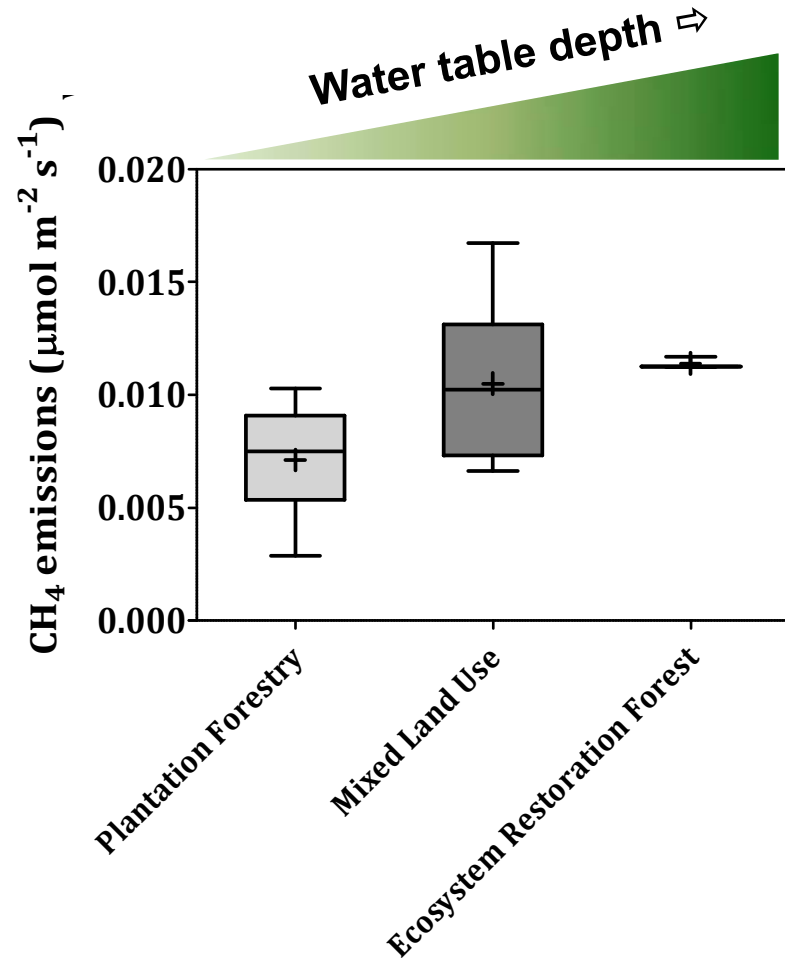 Water table depth ⇨
CH₄ emissions (μmol m⁻² s⁻¹)
0.020
0.015
0.010
0.005
0.000
Plantation Forestry
Mixed Land Use
Ecosystem Restoration Forest